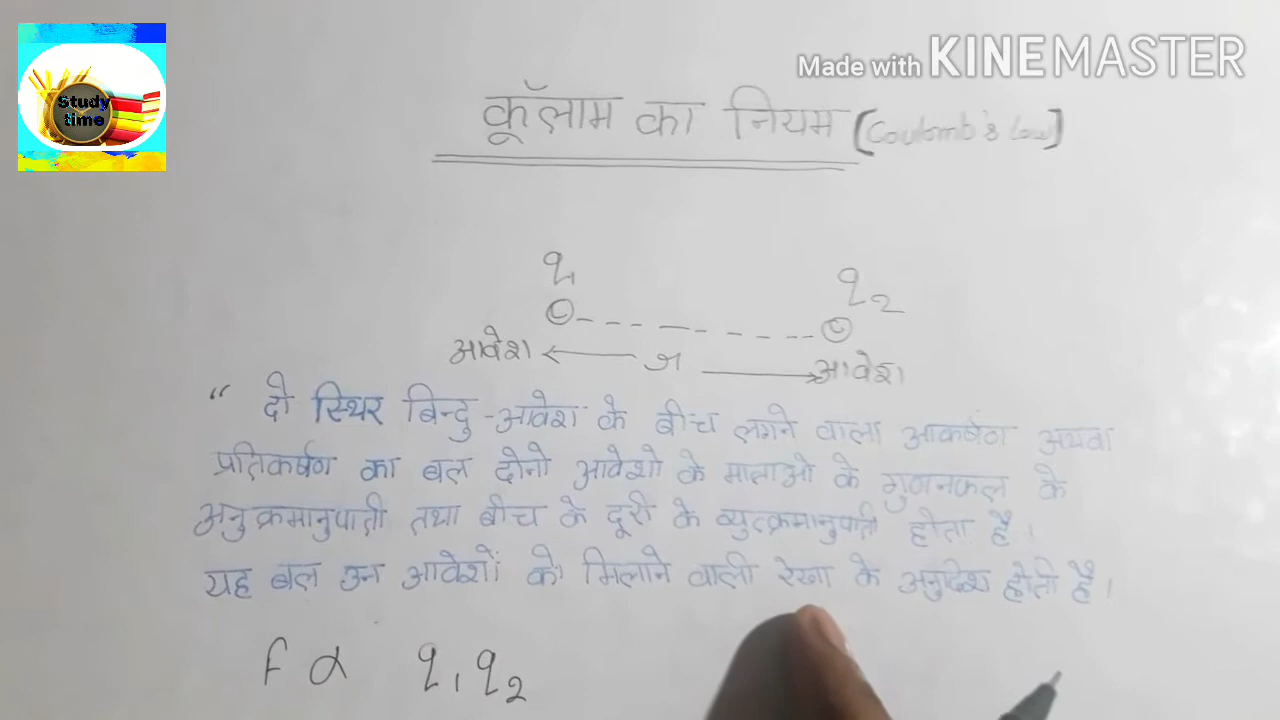 Study
time
Made with KINEMASTER
कूॅलाम का नियम [Coulomb's Law]
q₁
q₂
आवेश
r
आवेश
“ दो स्थिर बिन्दु-आवेश के बीच लगने वाला आकर्षण अथवा
प्रतिकर्षण का बल दोनो आवेशो के मात्राओ के गुणनफल के
अनुक्रमानुपाती तथा बीच के दूरी के व्युत्क्रमानुपाती होता है।
यह बल उन आवेशों को मिलाने वाली रेखा के अनुदिश होती है।
F α q₁q₂